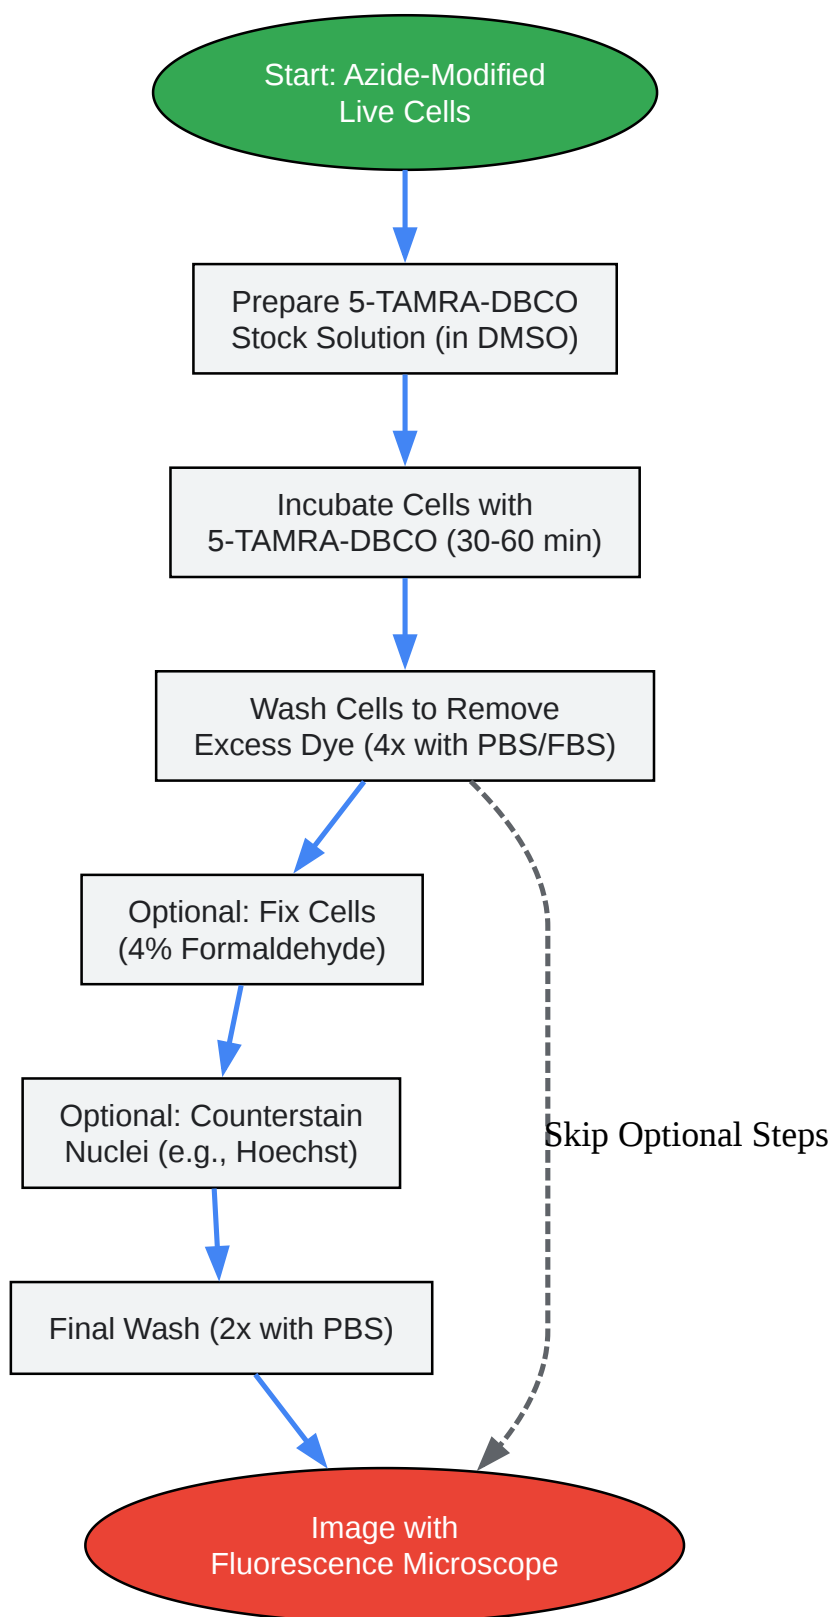 Start: Azide-Modified
Live Cells
Prepare 5-TAMRA-DBCO
Stock Solution (in DMSO)
Incubate Cells with
5-TAMRA-DBCO (30-60 min)
Wash Cells to Remove
Excess Dye (4x with PBS/FBS)
Optional: Fix Cells
(4% Formaldehyde)
Optional: Counterstain
Nuclei (e.g., Hoechst)
Skip Optional Steps
Final Wash (2x with PBS)
Image with
Fluorescence Microscope